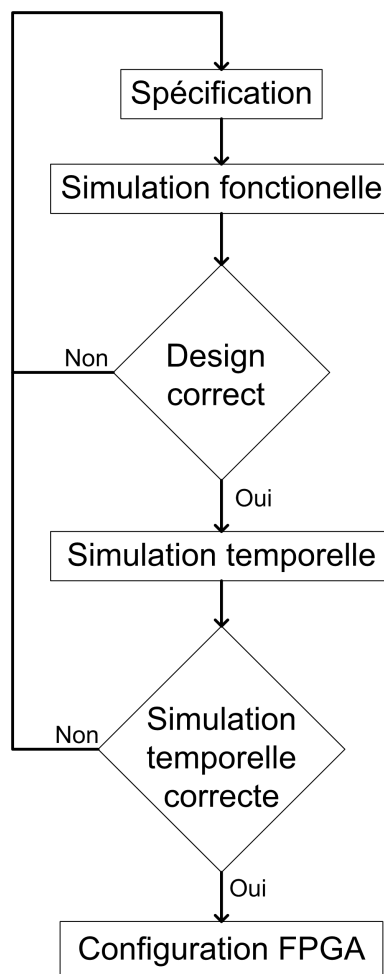 Spécification
Simulation fonctionelle
Design
correct
Non
Oui
Simulation temporelle
Simulation
temporelle
correcte
Non
Oui
Configuration FPGA